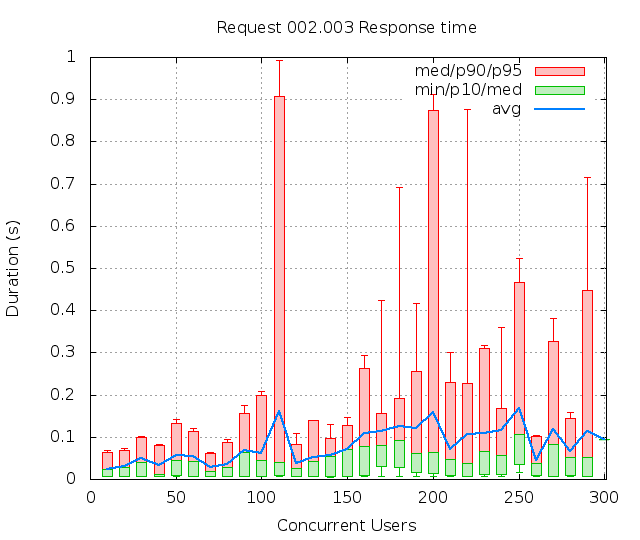 Request 002.003 Response time
med/p90/p95
min/p10/med
avg
Duration (s)
1
0.9
0.8
0.7
0.6
0.5
0.4
0.3
0.2
0.1
0
0 50 100 150 200 250 300
Concurrent Users